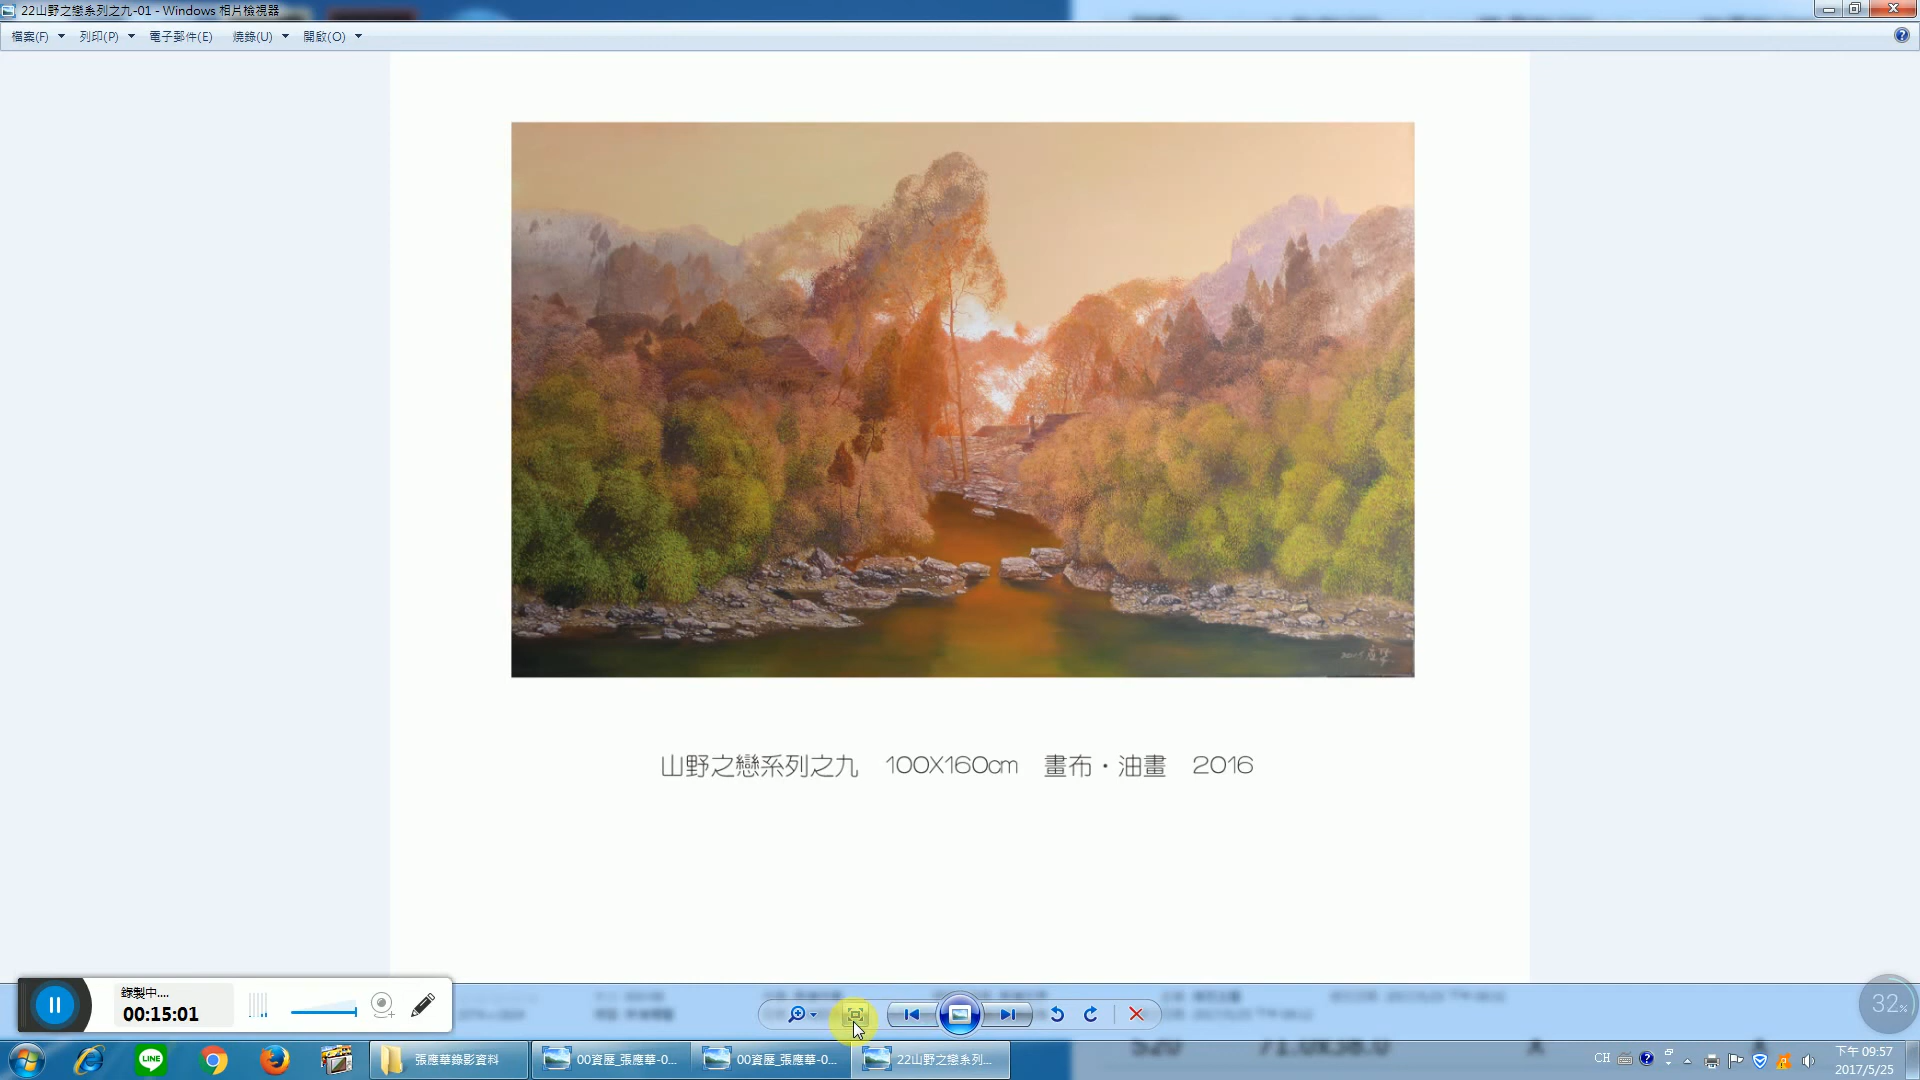 22山野之戀系列之九-01 - Windows 相片檢視器
檔案(F) 列印(P) 電子郵件(E) 燒錄(U) 開啟(O)
山野之戀系列之九 100X160cm 畫布・油畫 2016
32%
錄製中....
00:15:01
LINE
張應華錄影資料 00資歷_張應華-0... 00資歷_張應華-0... 22山野之戀系列...
CH
下午 09:57
2017/5/25